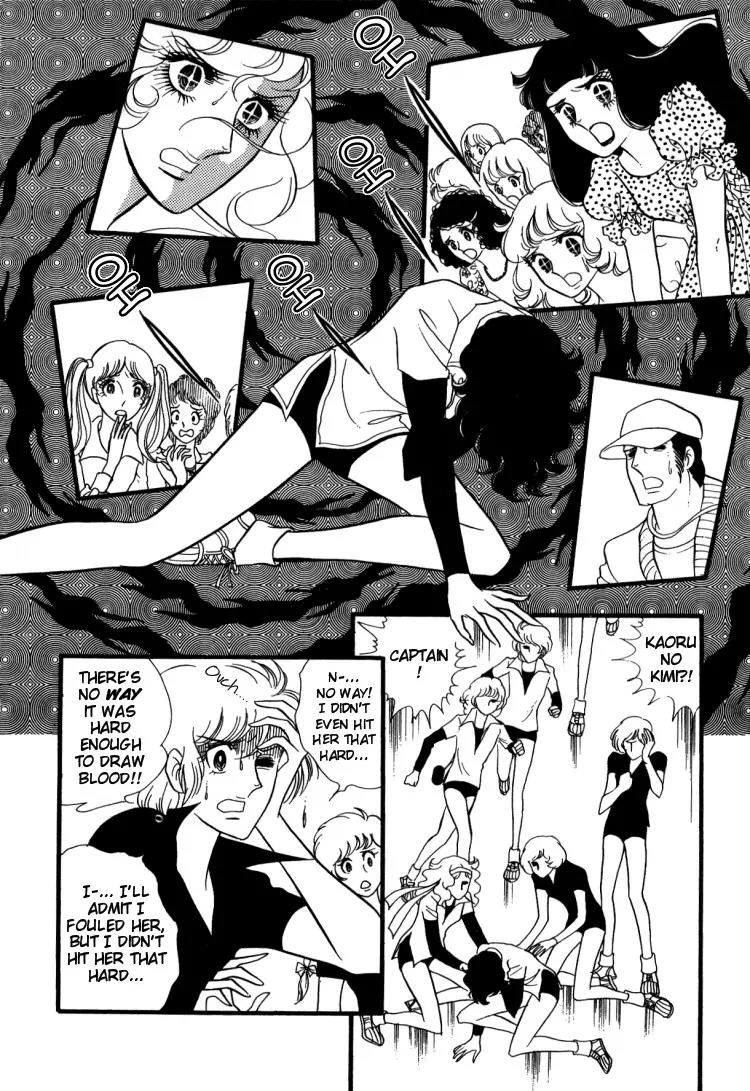 OH
OH
OH
OH
KAORU
NO
KIMI?!
CAPTAIN
!
N-...
NO WAY!
I DIDN'T
EVEN HIT
HER THAT
HARD...
Ouch...
THERE'S
NO WAY
IT WAS
HARD
ENOUGH
TO DRAW
BLOOD!!
I-... I'LL
ADMIT I
FOULED HER,
BUT I DIDN'T
HIT HER THAT
HARD...